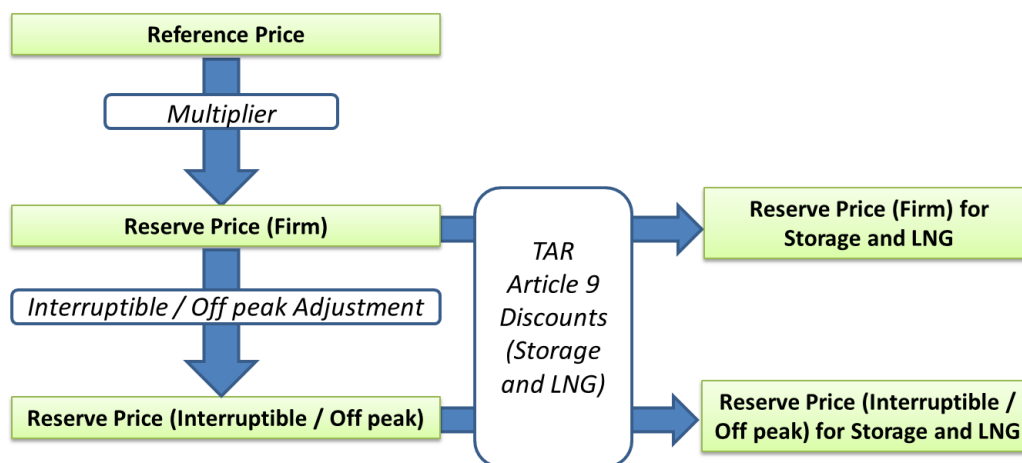 Reference Price
Multiplier
Reserve Price (Firm)
Interruptible / Off peak Adjustment
Reserve Price (Interruptible / Off peak)
TAR
Article 9
Discounts
(Storage
and LNG)
Reserve Price (Firm) for
Storage and LNG
Reserve Price (Interruptible /
Off peak) for Storage and LNG